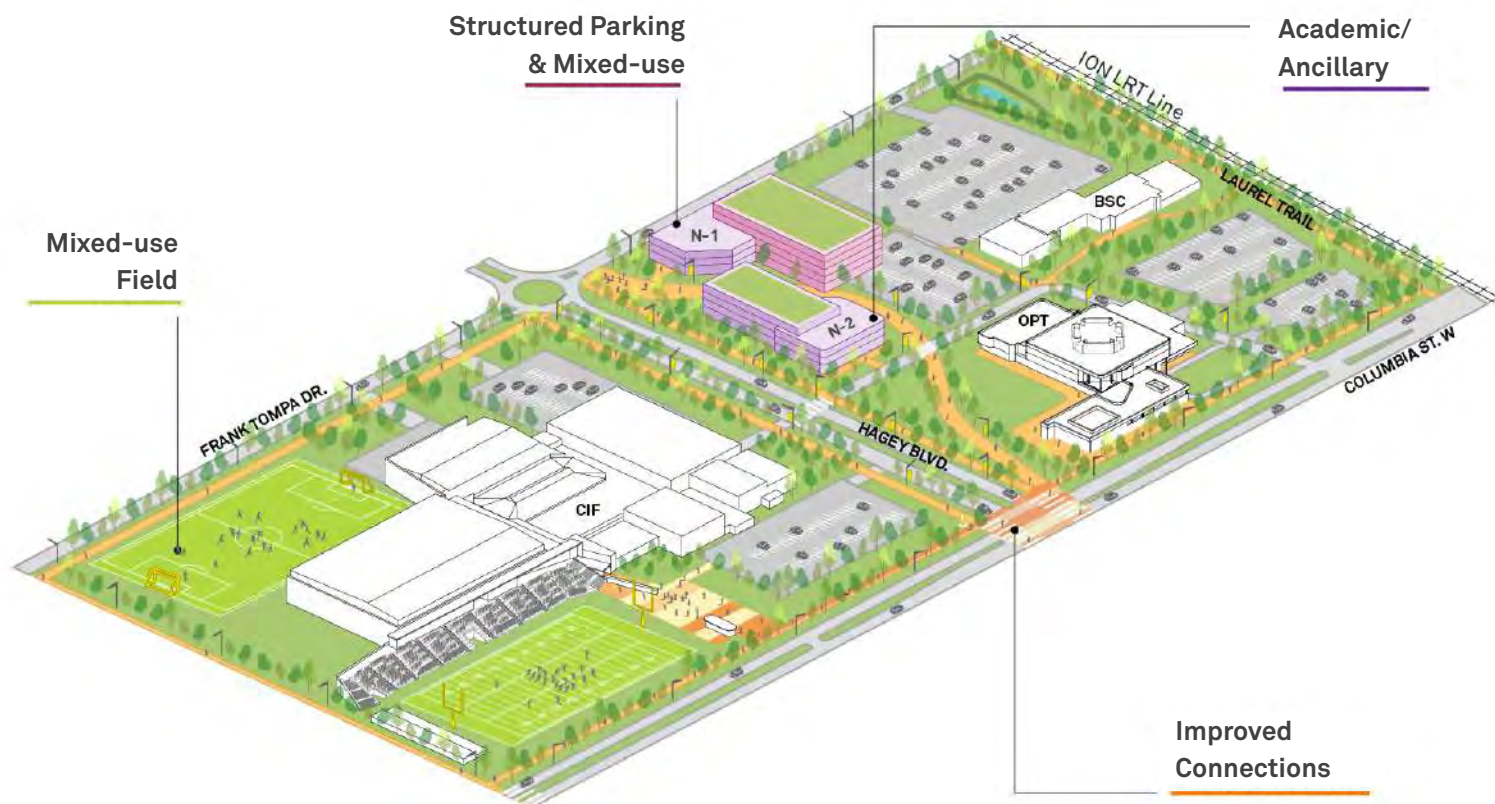 Structured Parking
& Mixed-use
Academic/
Ancillary
ION LRT Line
LAUREL TRAIL
BSC
N-1
Mixed-use
Field
N-2
OPT
COLUMBIA ST. W
FRANK TOMPA DR.
HAGEY BLVD.
CIF
Improved
Connections